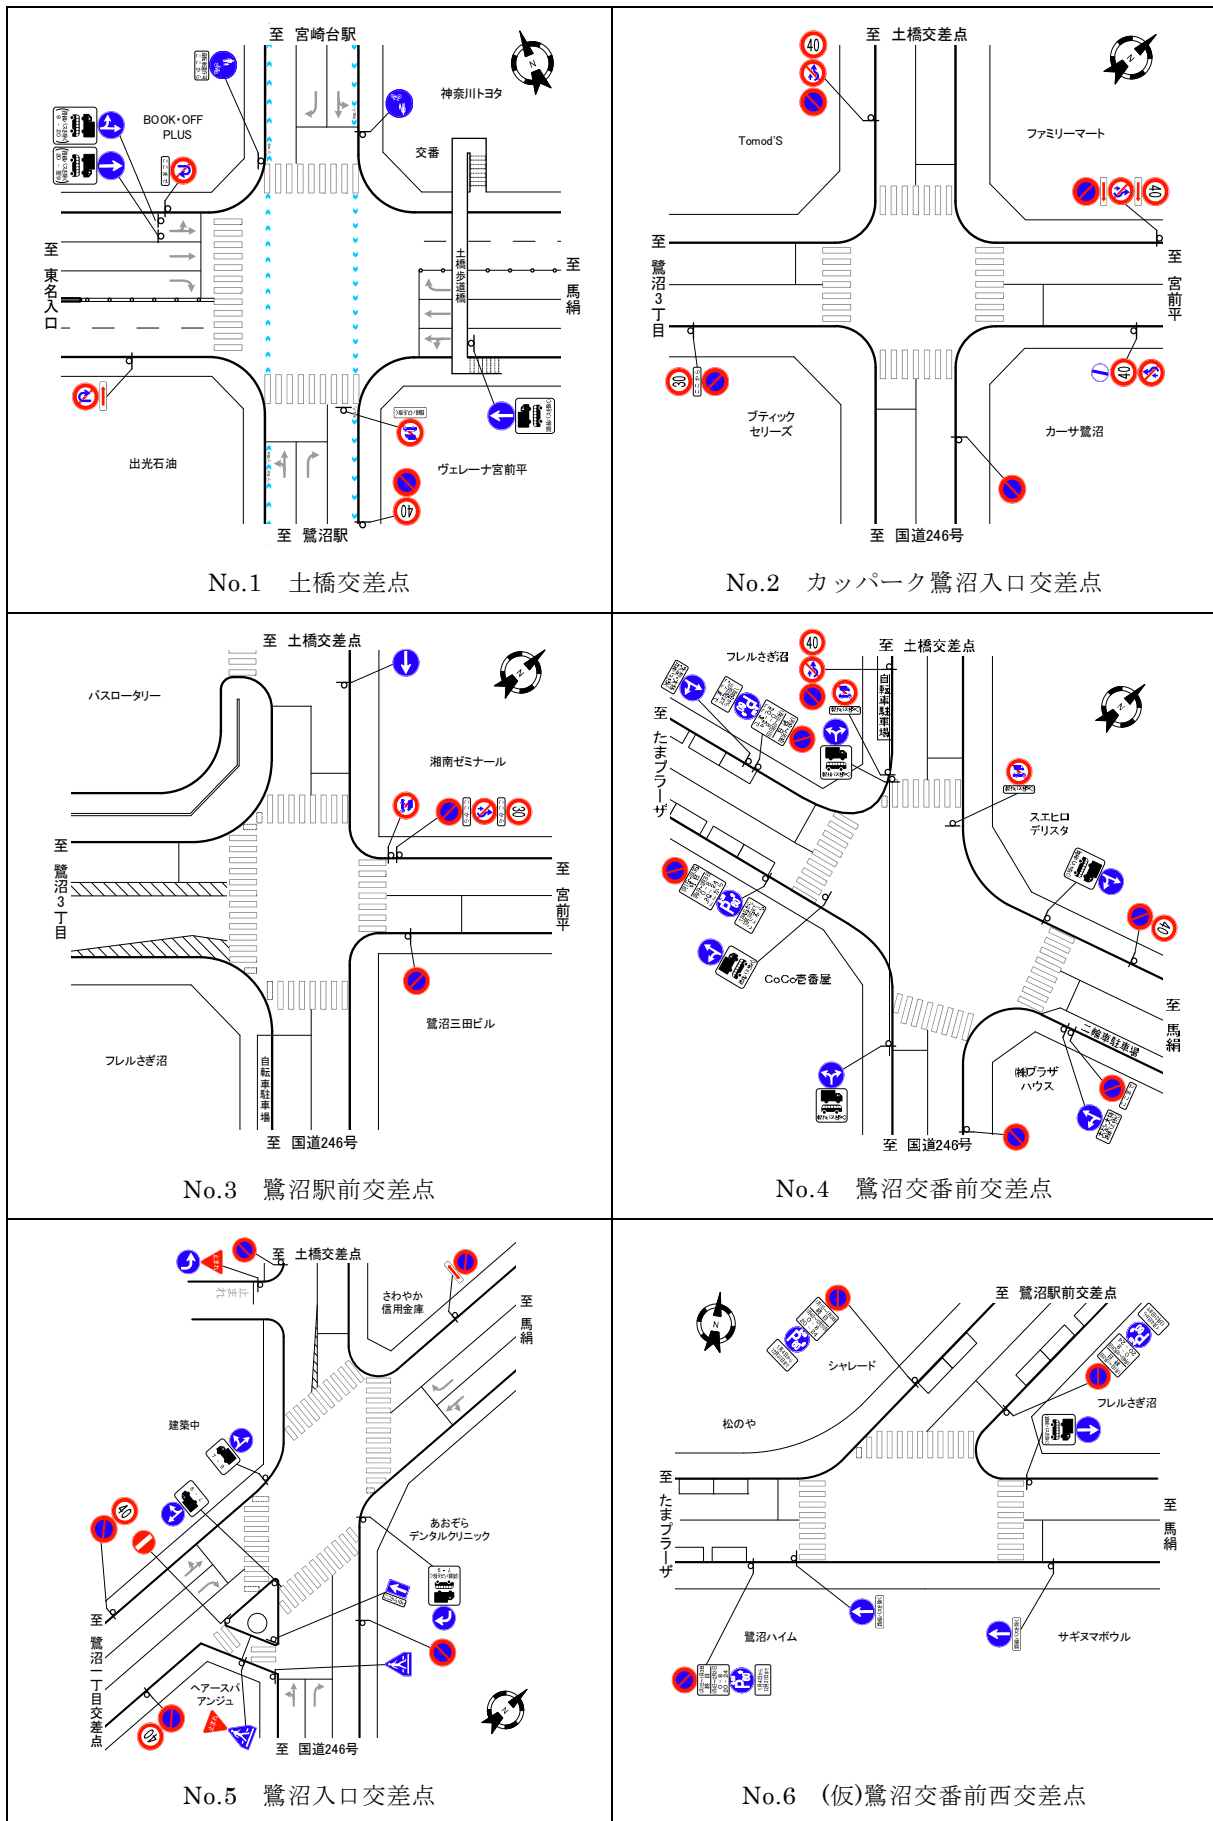 至 宮崎台駅
神奈川トヨタ
BOOK・OFF
PLUS
交番
土橋歩道橋
至 東名入口
至 馬絹
出光石油
ヴェレーナ宮前平
40
至 鷺沼駅
No.1 土橋交差点
至 土橋交差点
40
Tomod'S
ファミリーマート
40
至 鷺沼3丁目
至 宮前平
30
40
ブティック
セリーズ
カーサ鷺沼
至 国道246号
No.2 カッパーク鷺沼入口交差点
至 土橋交差点
バスロータリー
湘南ゼミナール
30
至 鷺沼3丁目
至 宮前平
鷺沼三田ビル
フレルさぎ沼
自転車駐車場
至 国道246号
No.3 鷺沼駅前交差点
至 土橋交差点
40
フレルさぎ沼
自転車駐車場
至 たまプラーザ
スエヒロ
デリスタ
40
CoCo壱番屋
至 馬絹
二輪車駐車場
㈱プラザ
ハウス
至 国道246号
No.4 鷺沼交番前交差点
至 土橋交差点
止まれ
さわやか
信用金庫
至 馬絹
建築中
40
あおぞら
デンタルクリニック
7-9
至 鷺沼一丁目交差点
ヘアースパ
アンジュ
40
至 国道246号
No.5 鷺沼入口交差点
至 鷺沼駅前交差点
シャレード
松のや
フレルさぎ沼
至 たまプラーザ
至 馬絹
鷺沼ハイム
サギヌマボウル
No.6 (仮)鷺沼交番前西交差点